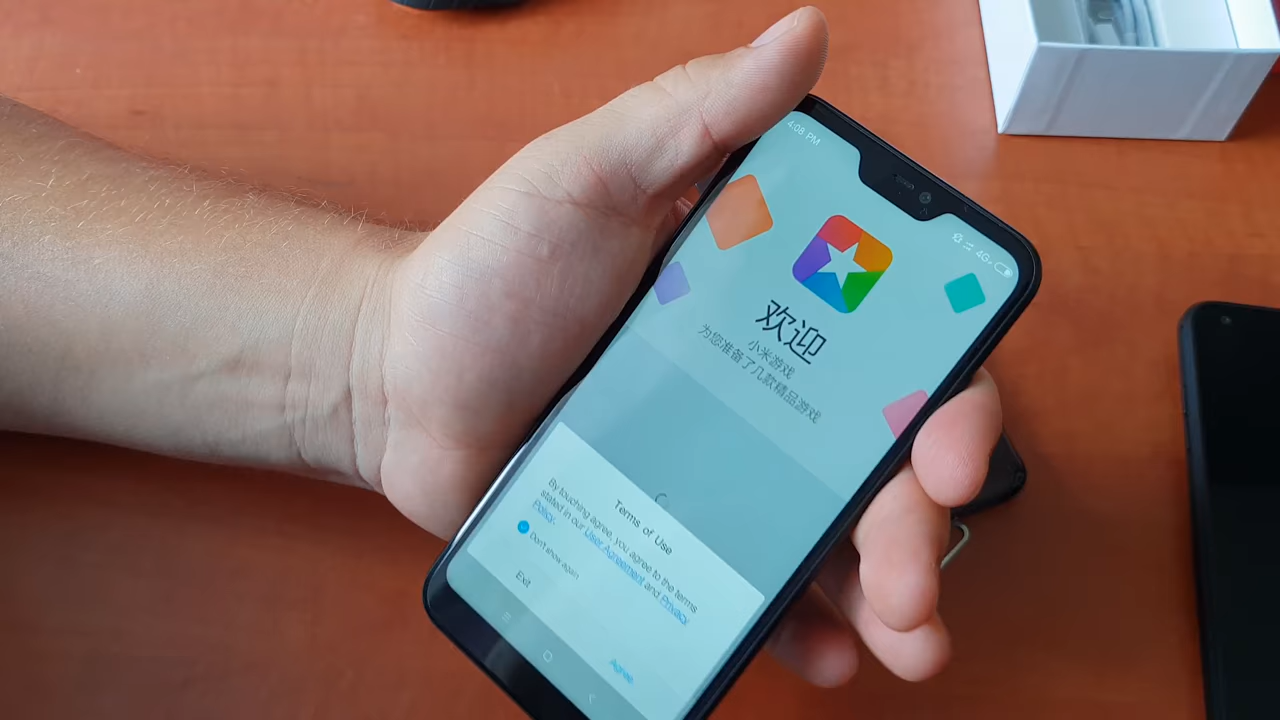 4:08 PM
4G+
欢迎
小米游戏
为您准备了几款精品游戏
Terms of Use
By touching agree, you agree to the terms
stated in our User Agreement and Privacy
Policy.
Don't show again
Exit
Agree